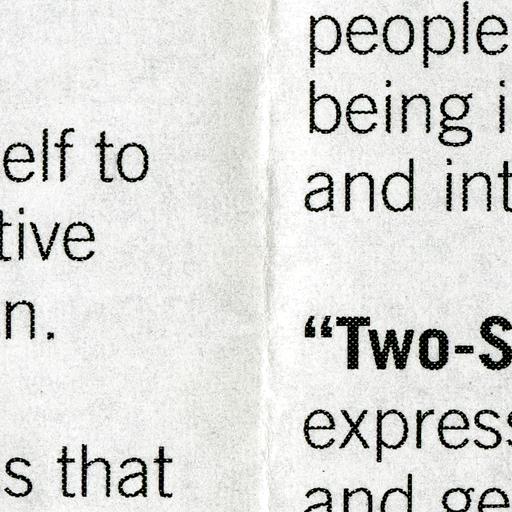 elf to
tive
n.
s that
people
being i
and int
“Two-S
express
and ge